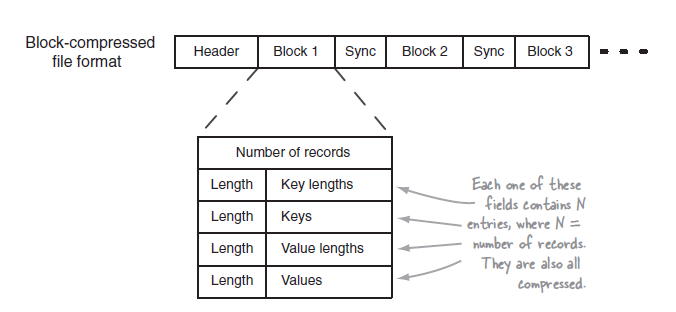 Block-compressed
file format
Header Block 1 Sync Block 2 Sync Block 3
Number of records
Length Key lengths
Length Keys
Length Value lengths
Length Values
Each one of these
fields contains N
entries, where N =
number of records.
They are also all
compressed.